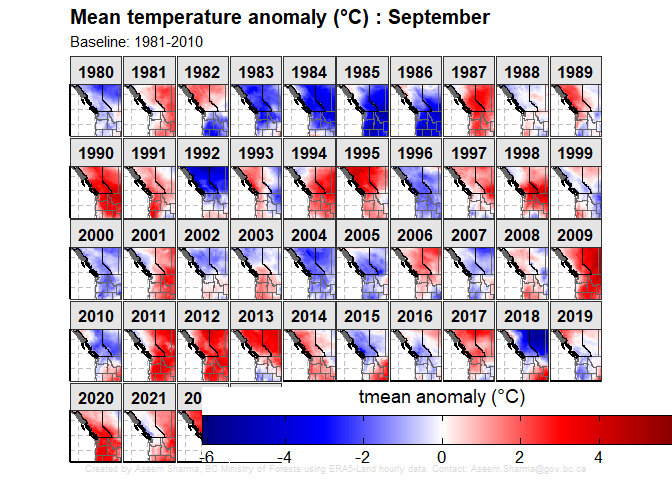 Mean temperature anomaly (°C) : September
Baseline: 1981-2010
1980 1981 1982 1983 1984 1985 1986 1987 1988 1989
1990 1991 1992 1993 1994 1995 1996 1997 1998 1999
2000 2001 2002 2003 2004 2005 2006 2007 2008 2009
2010 2011 2012 2013 2014 2015 2016 2017 2018 2019
2020 2021
tmean anomaly (°C)
-6 -4 -2 0 2 4
Created by Aseem Sharma, BC Ministry of Forests using ERA5-Land hourly data. Contact: Aseem.Sharma@gov.bc.ca